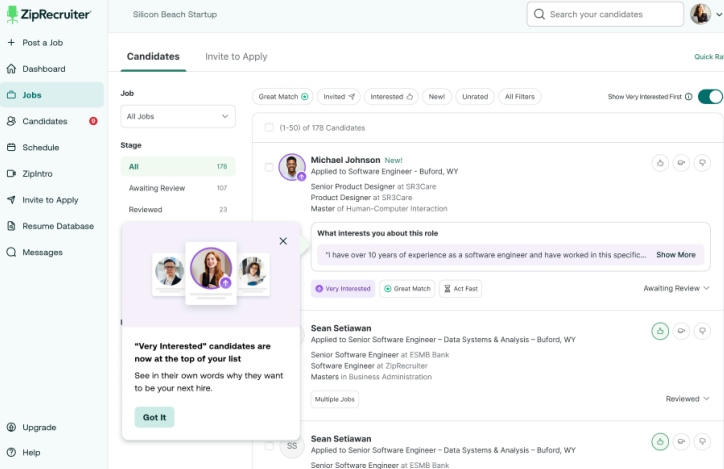 ZipRecruiter
Silicon Beach Startup
Search your candidates
Post a Job
Dashboard
Jobs
Candidates 9
Schedule
ZipIntro
Invite to Apply
Resume Database
Messages
Upgrade
Help
Candidates
Invite to Apply
Job
All Jobs
Stage
All 178
Awaiting Review 107
Reviewed 23
Great Match
Invited
Interested
New!
Unrated
All Filters
Show Very Interested First
(1-50) of 178 Candidates
Michael Johnson New!
Applied to Software Engineer - Buford, WY
Senior Product Designer at SR3Care
Product Designer at SR3Care
Master of Human-Computer Interaction
What interests you about this role
"I have over 10 years of experience as a software engineer and have worked in this specific... Show More
Very Interested
Great Match
Act Fast
Awaiting Review
"Very Interested" candidates are
now at the top of your list
See in their own words why they want
to be your next hire.
Got It
Sean Setiawan
Applied to Senior Software Engineer – Data Systems & Analysis – Buford, WY
Senior Software Engineer at ESMB Bank
Software Engineer at ZipRecruiter
Masters in Business Administration
Multiple Jobs
Reviewed
SS
Sean Setiawan
Applied to Senior Software Engineer – Data Systems & Analysis – Buford, WY
Senior Software Engineer at ESMB Bank